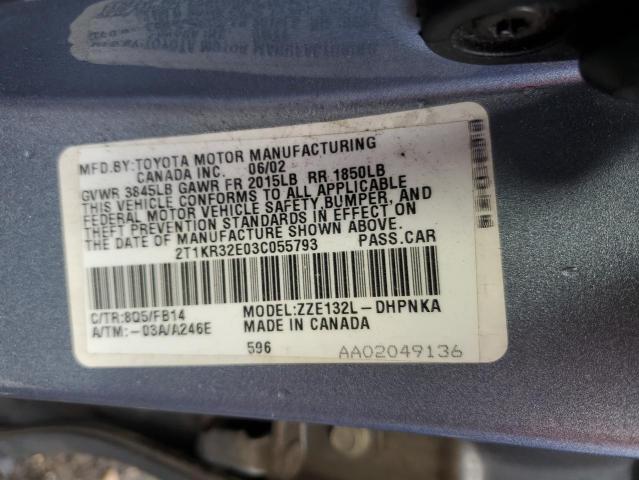 MFD.BY:TOYOTA MOTOR MANUFACTURING
CANADA INC. 06/02
GVWR 3845LB GAWR FR 2015LB RR 1850LB
THIS VEHICLE CONFORMS TO ALL APPLICABLE
FEDERAL MOTOR VEHICLE SAFETY,BUMPER, AND
THEFT PREVENTION STANDARDS IN EFFECT ON
THE DATE OF MANUFACTURE SHOWN ABOVE.
2T1KR32E03C055793 PASS.CAR
C/TR:8Q5/FB14 MODEL:ZZE132L-DHPNKA
A/TM:-03A/A246E MADE IN CANADA
596 AA02049136